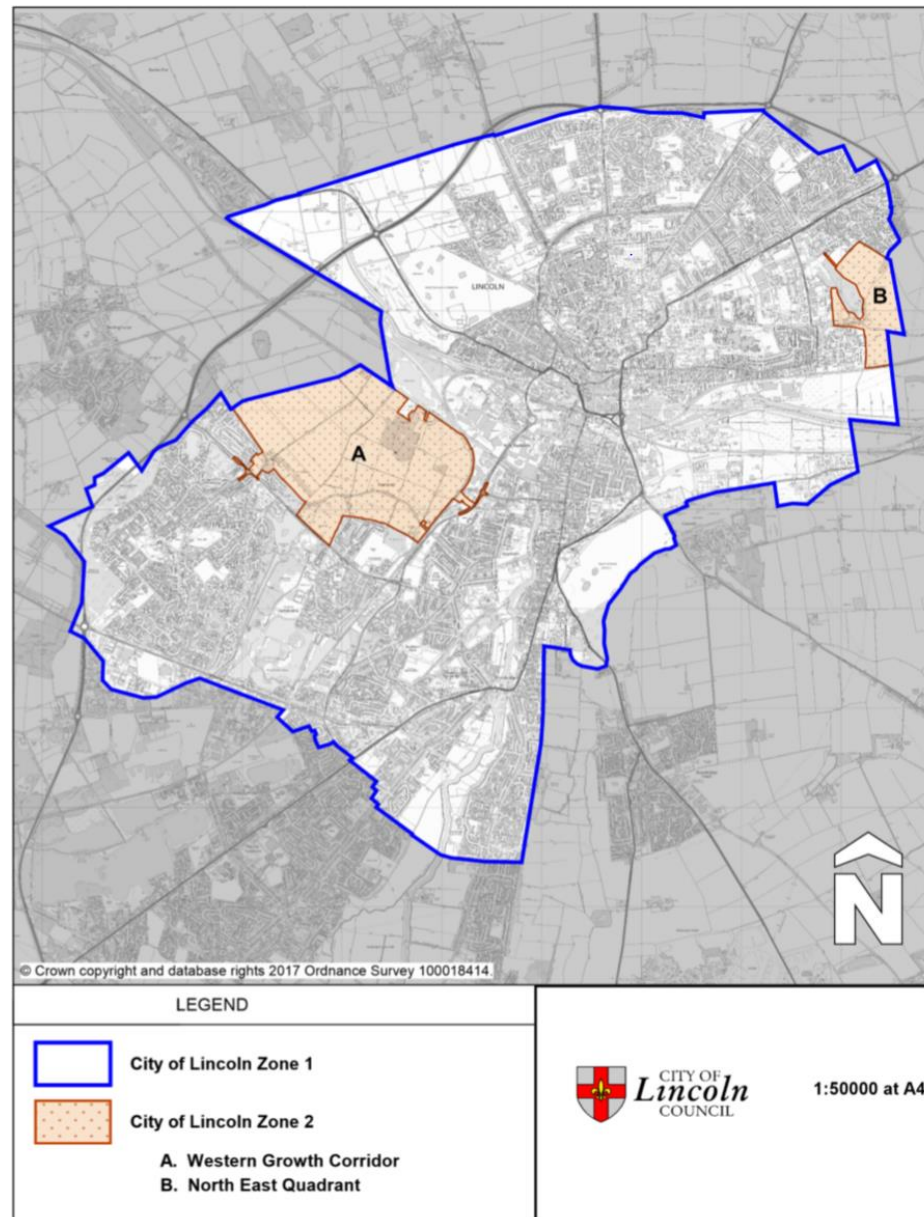 LINCOLN
A
B
N
© Crown copyright and database rights 2017 Ordnance Survey 100018414.
LEGEND
City of Lincoln Zone 1
City of Lincoln Zone 2
A. Western Growth Corridor
B. North East Quadrant
CITY OF
Lincoln
COUNCIL
1:50000 at A4